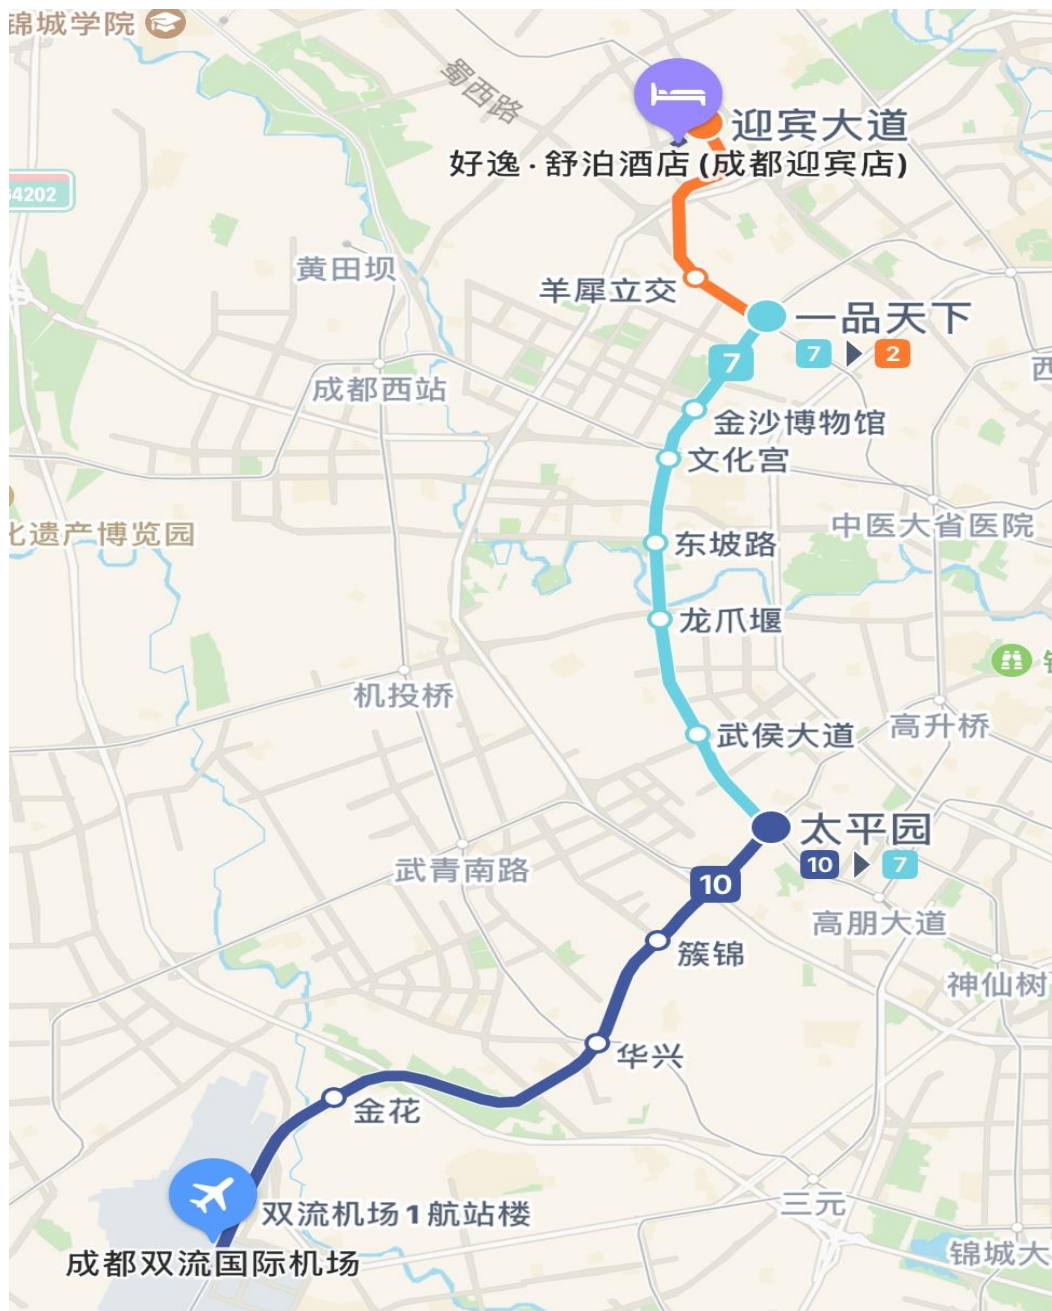 锦城学院
蜀西路
迎宾大道
好逸·舒泊酒店(成都迎宾店)
G4202
黄田坝
羊犀立交
一品天下
7
7
2
成都西站
西
金沙博物馆
文化宫
化遗产博览园
中医大省医院
东坡路
龙爪堰
机投桥
武侯大道
高升桥
太平园
10
7
武青南路
10
高朋大道
簇锦
神仙树
华兴
金花
三元
双流机场1航站楼
成都双流国际机场
锦城大